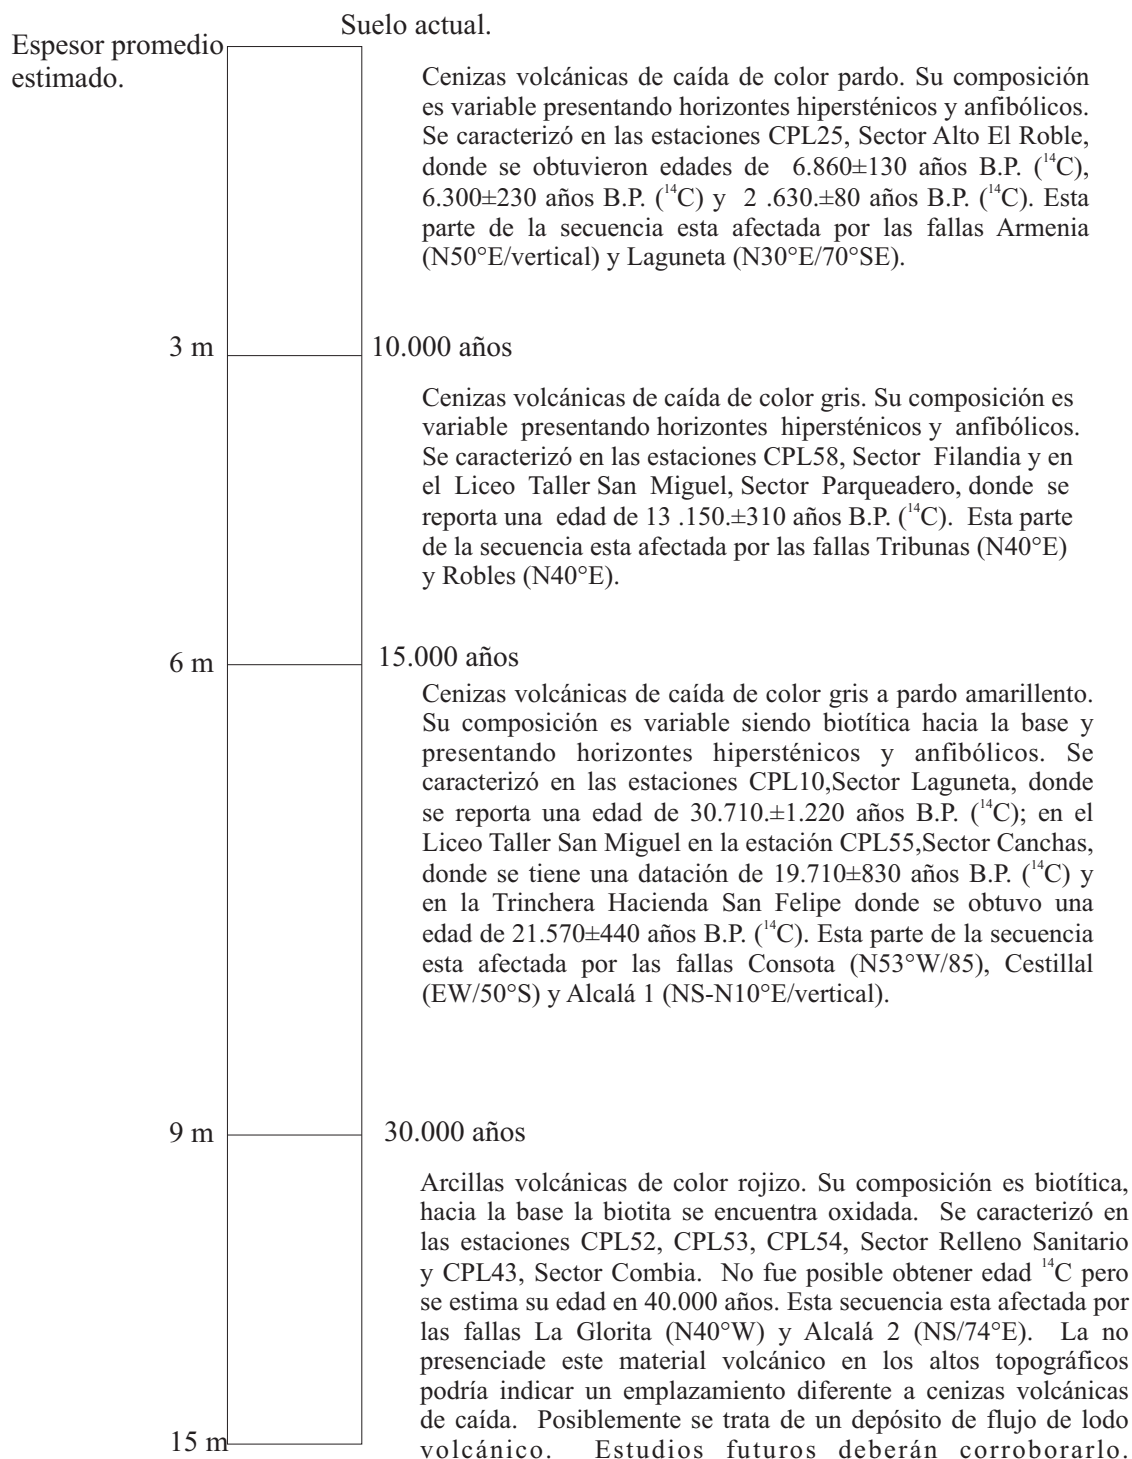 Suelo actual.
Espesor promedio
estimado.
Cenizas volcánicas de caída de color pardo. Su composición
es variable presentando horizontes hipersténicos y anfibólicos.
Se caracterizó en las estaciones CPL25, Sector Alto El Roble,
donde se obtuvieron edades de 6.860±130 años B.P. (¹⁴C),
6.300±230 años B.P. (¹⁴C) y 2 .630.±80 años B.P. (¹⁴C). Esta
parte de la secuencia esta afectada por las fallas Armenia
(N50°E/vertical) y Laguneta (N30°E/70°SE).
3 m 10.000 años
Cenizas volcánicas de caída de color gris. Su composición es
variable presentando horizontes hipersténicos y anfibólicos.
Se caracterizó en las estaciones CPL58, Sector Filandia y en
el Liceo Taller San Miguel, Sector Parqueadero, donde se
reporta una edad de 13 .150.±310 años B.P. (¹⁴C). Esta parte
de la secuencia esta afectada por las fallas Tribunas (N40°E)
y Robles (N40°E).
6 m 15.000 años
Cenizas volcánicas de caída de color gris a pardo amarillento.
Su composición es variable siendo biotítica hacia la base y
presentando horizontes hipersténicos y anfibólicos. Se
caracterizó en las estaciones CPL10,Sector Laguneta, donde
se reporta una edad de 30.710.±1.220 años B.P. (¹⁴C); en el
Liceo Taller San Miguel en la estación CPL55,Sector Canchas,
donde se tiene una datación de 19.710±830 años B.P. (¹⁴C) y
en la Trinchera Hacienda San Felipe donde se obtuvo una
edad de 21.570±440 años B.P. (¹⁴C). Esta parte de la secuencia
esta afectada por las fallas Consota (N53°W/85), Cestillal
(EW/50°S) y Alcalá 1 (NS-N10°E/vertical).
9 m 30.000 años
Arcillas volcánicas de color rojizo. Su composición es biotítica,
hacia la base la biotita se encuentra oxidada. Se caracterizó en
las estaciones CPL52, CPL53, CPL54, Sector Relleno Sanitario
y CPL43, Sector Combia. No fue posible obtener edad ¹⁴C pero
se estima su edad en 40.000 años. Esta secuencia esta afectada por
las fallas La Glorita (N40°W) y Alcalá 2 (NS/74°E). La no
presenciade este material volcánico en los altos topográficos
podría indicar un emplazamiento diferente a cenizas volcánicas
de caída. Posiblemente se trata de un depósito de flujo de lodo
volcánico. Estudios futuros deberán corroborarlo.
15 m